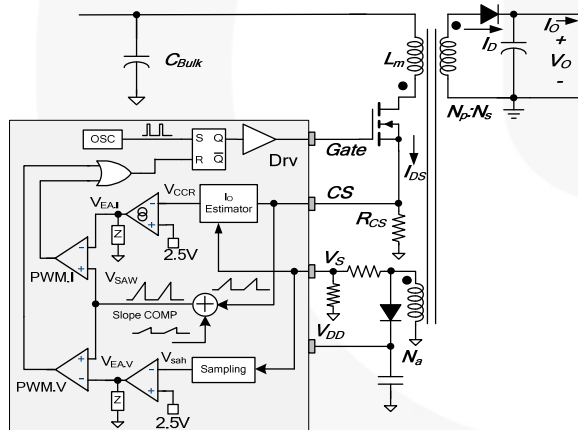 C_Bulk
L_m
I_D
I_O
+
V_O
-
N_p:N_s
OSC
S Q
R Q̅
Drv
Gate
I_DS
CS
R_CS
V_CCR
I_O
Estimator
V_EA.I
Z
2.5V
PWM.I
V_SAW
Slope COMP
V_S
V_DD
N_a
PWM.V
V_EA.V
V_sah
Sampling
Z
2.5V